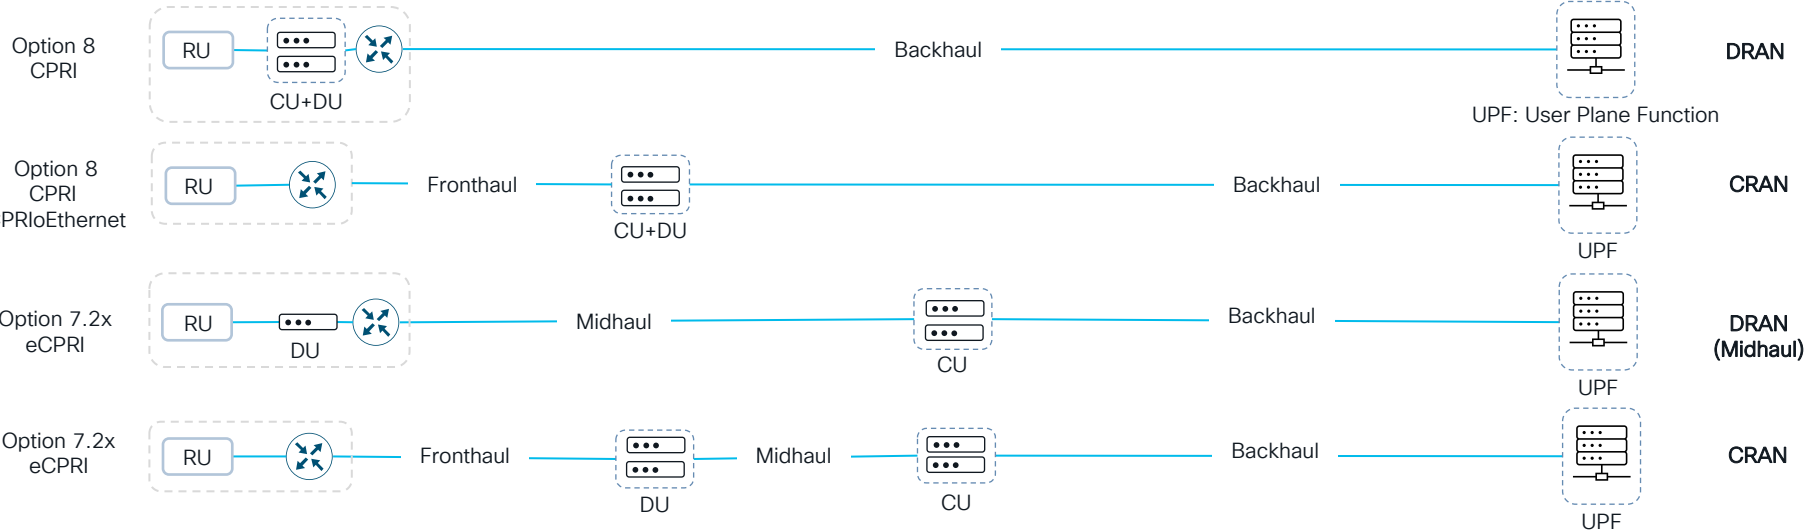 Option 8
CPRI
RU
CU+DU
Backhaul
UPF: User Plane Function
DRAN
Option 8
CPRI
PRIoEthernet
RU
Fronthaul
CU+DU
Backhaul
UPF
CRAN
Option 7.2x
eCPRI
RU
DU
Midhaul
CU
Backhaul
UPF
DRAN
(Midhaul)
Option 7.2x
eCPRI
RU
Fronthaul
DU
Midhaul
CU
Backhaul
UPF
CRAN